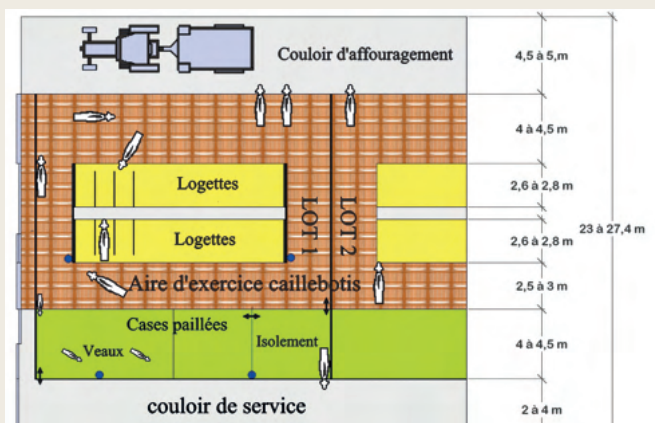 Couloir d'affouragement
4,5 à 5,m
4 à 4,5 m
Logettes
2,6 à 2,8 m
LOT 1
LOT 2
23 à 27,4 m
Logettes
2,6 à 2,8 m
Aire d'exercice caillebotis
2,5 à 3 m
Cases paillées
Veaux
Isolement
4 à 4,5 m
couloir de service
2 à 4 m